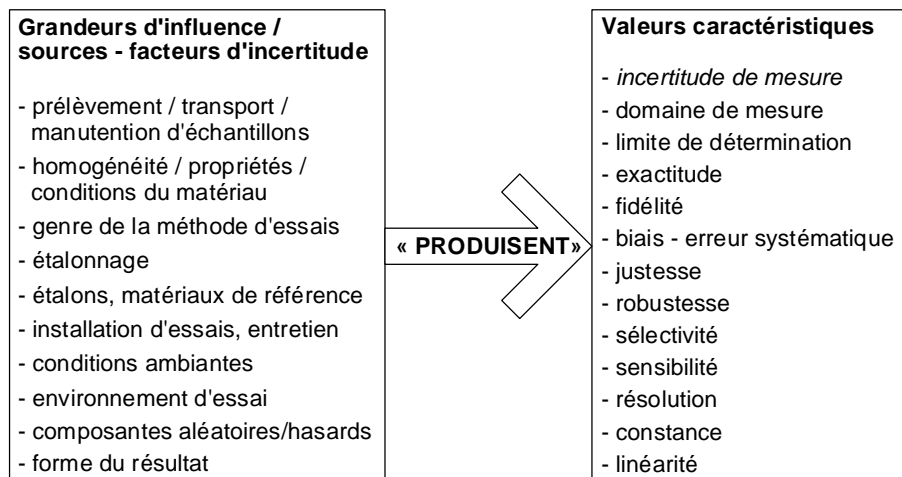 Grandeurs d'influence /
sources - facteurs d'incertitude
- prélèvement / transport /
manutention d'échantillons
- homogénéité / propriétés /
conditions du matériau
- genre de la méthode d'essais
- étalonnage
- étalons, matériaux de référence
- installation d'essais, entretien
- conditions ambiantes
- environnement d'essai
- composantes aléatoires/hasards
- forme du résultat
« PRODUISENT»
Valeurs caractéristiques
- incertitude de mesure
- domaine de mesure
- limite de détermination
- exactitude
- fidélité
- biais - erreur systématique
- justesse
- robustesse
- sélectivité
- sensibilité
- résolution
- constance
- linéarité